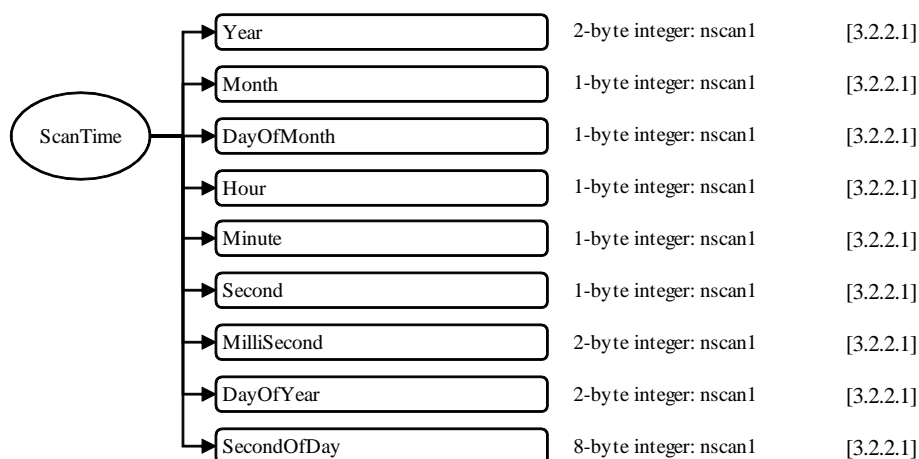 Year 2-byte integer: nscan1 [3.2.2.1]
Month 1-byte integer: nscan1 [3.2.2.1]
ScanTime DayOfMonth 1-byte integer: nscan1 [3.2.2.1]
Hour 1-byte integer: nscan1 [3.2.2.1]
Minute 1-byte integer: nscan1 [3.2.2.1]
Second 1-byte integer: nscan1 [3.2.2.1]
MilliSecond 2-byte integer: nscan1 [3.2.2.1]
DayOfYear 2-byte integer: nscan1 [3.2.2.1]
SecondOfDay 8-byte integer: nscan1 [3.2.2.1]